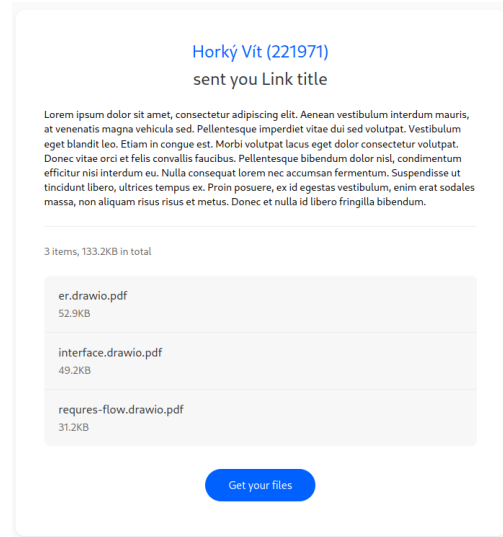 Horký Vít (221971)
sent you Link title
Lorem ipsum dolor sit amet, consectetur adipiscing elit. Aenean vestibulum interdum mauris,
at venenatis magna vehicula sed. Pellentesque imperdiet vitae dui sed volutpat. Vestibulum
eget blandit leo. Etiam in congue est. Morbi volutpat lacus eget dolor consectetur volutpat.
Donec vitae orci et felis convallis faucibus. Pellentesque bibendum dolor nisl, condimentum
efficitur nisi interdum eu. Nulla consequat lorem nec accumsan fermentum. Suspendisse ut
tincidunt libero, ultrices tempus ex. Proin posuere, ex id egestas vestibulum, enim erat sodales
massa, non aliquam risus risus et metus. Donec et nulla id libero fringilla bibendum.
3 items, 133.2KB in total
er.drawio.pdf
52.9KB
interface.drawio.pdf
49.2KB
requres-flow.drawio.pdf
31.2KB
Get your files